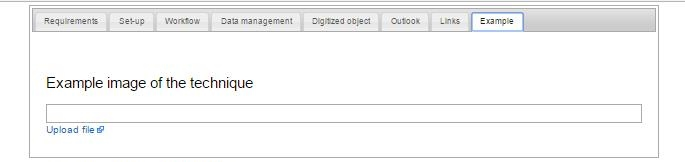 Requirements Set-up Workflow Data management Digitized object Outlook Links Example
Example image of the technique
Upload file